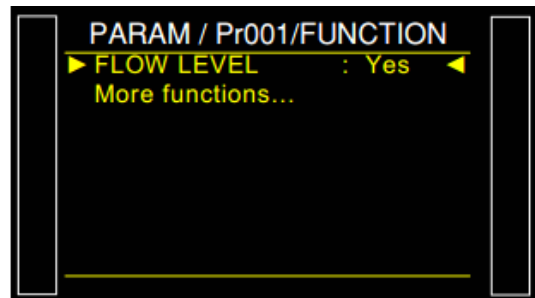 PARAM / Pr001/FUNCTION
► FLOW LEVEL : Yes ◄
More functions...